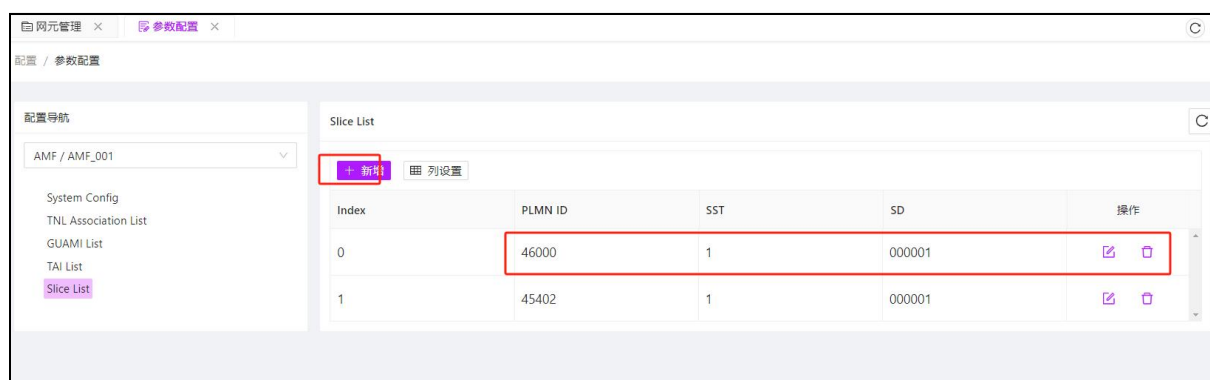 网元管理 × 参数配置 ×
配置 / 参数配置
配置导航
AMF / AMF_001
System Config
TNL Association List
GUAMI List
TAI List
Slice List
Slice List
+ 新增 列设置
Index PLMN ID SST SD 操作
0 46000 1 000001
1 45402 1 000001